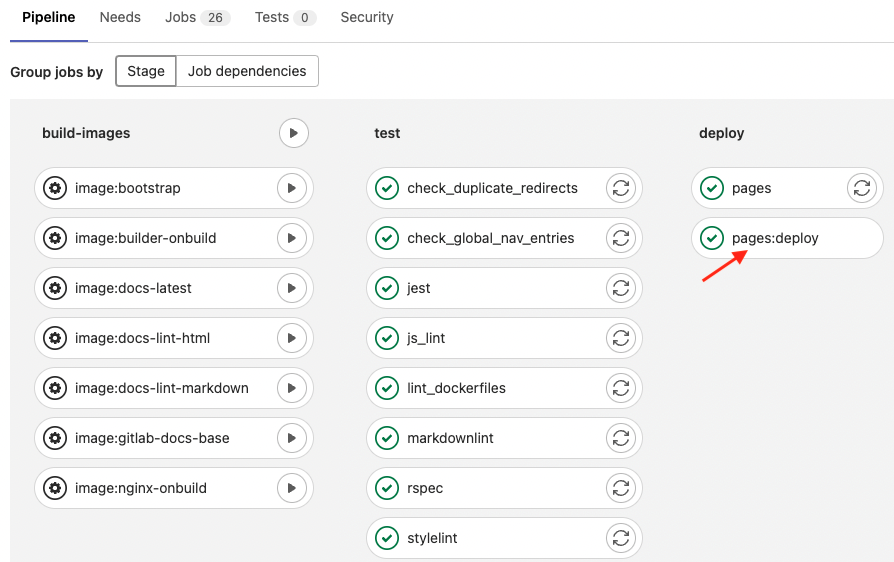 Pipeline Needs Jobs 26 Tests 0 Security
Group jobs by Stage Job dependencies
build-images
image:bootstrap
image:builder-onbuild
image:docs-latest
image:docs-lint-html
image:docs-lint-markdown
image:gitlab-docs-base
image:nginx-onbuild
test
check_duplicate_redirects
check_global_nav_entries
jest
js_lint
lint_dockerfiles
markdownlint
rspec
stylelint
deploy
pages
pages:deploy